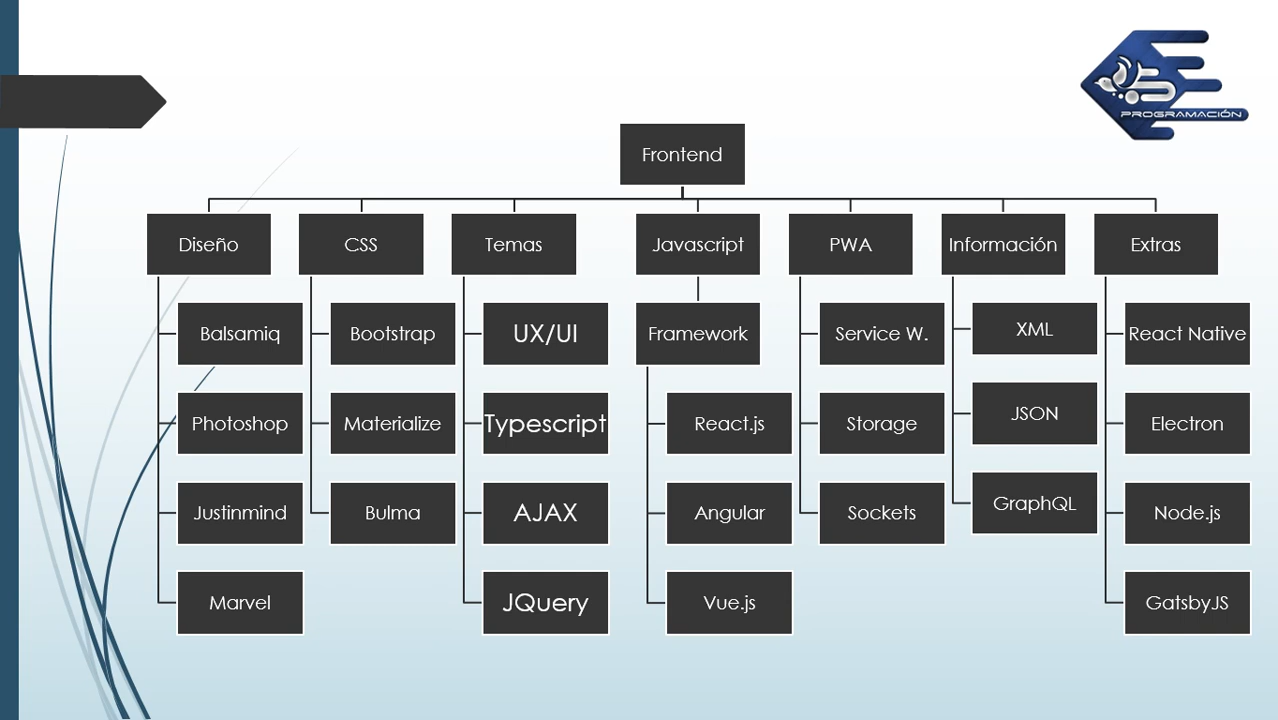 PROGRAMACIÓN
Frontend
Diseño
CSS
Temas
Javascript
PWA
Información
Extras
Balsamiq
Bootstrap
UX/UI
Framework
Service W.
XML
React Native
Photoshop
Materialize
Typescript
React.js
Storage
JSON
Electron
Justinmind
Bulma
AJAX
Angular
Sockets
GraphQL
Node.js
Marvel
JQuery
Vue.js
GatsbyJS